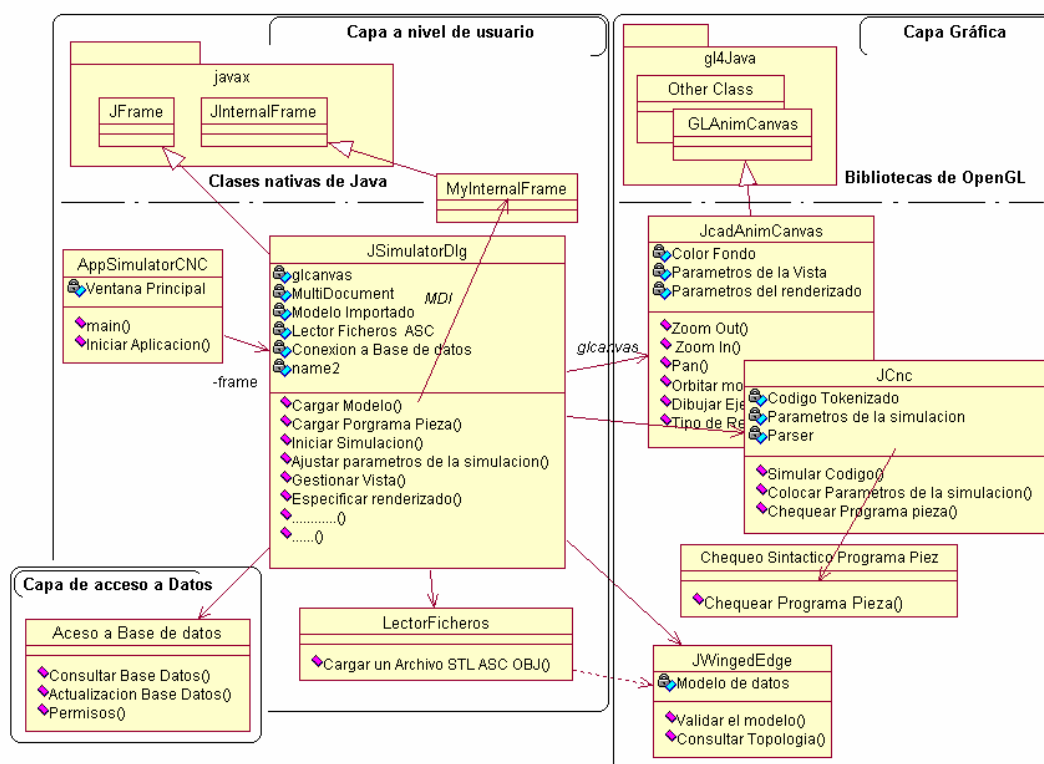 Capa a nivel de usuario
javax
JFrame
JInternalFrame
Clases nativas de Java
MyInternalFrame
AppSimulatorCNC
Ventana Principal
main()
Iniciar Aplicacion()
-frame
JSimulatorDlg
glcanvas
MultiDocument
MDI
Modelo Importado
Lector Ficheros ASC
Conexion a Base de datos
name2
Cargar Modelo()
Cargar Porgrama Pieza()
Iniciar Simulacion()
Ajustar parametros de la simulacion()
Gestionar Vista()
Especificar renderizado()
............()
......()
Capa Gráfica
gl4Java
Other Class
GLAnimCanvas
Bibliotecas de OpenGL
JcadAnimCanvas
Color Fondo
Parametros de la Vista
Parametros del renderizado
glcanvas
Zoom Out()
Zoom In()
Pan()
Orbitar mo
Dibujar Eje
Tipo de Re
JCnc
Codigo Tokenizado
Parametros de la simulacion
Parser
Simular Codigo()
Colocar Parametros de la simulacion()
Chequear Programa pieza()
Chequeo Sintactico Programa Piez
Chequear Programa Pieza()
Capa de acceso a Datos
Aceso a Base de datos
Consultar Base Datos()
Actualizacion Base Datos()
Permisos()
LectorFicheros
Cargar un Archivo STL ASC OBJ()
JWingedEdge
Modelo de datos
Validar el modelo()
Consultar Topologia()